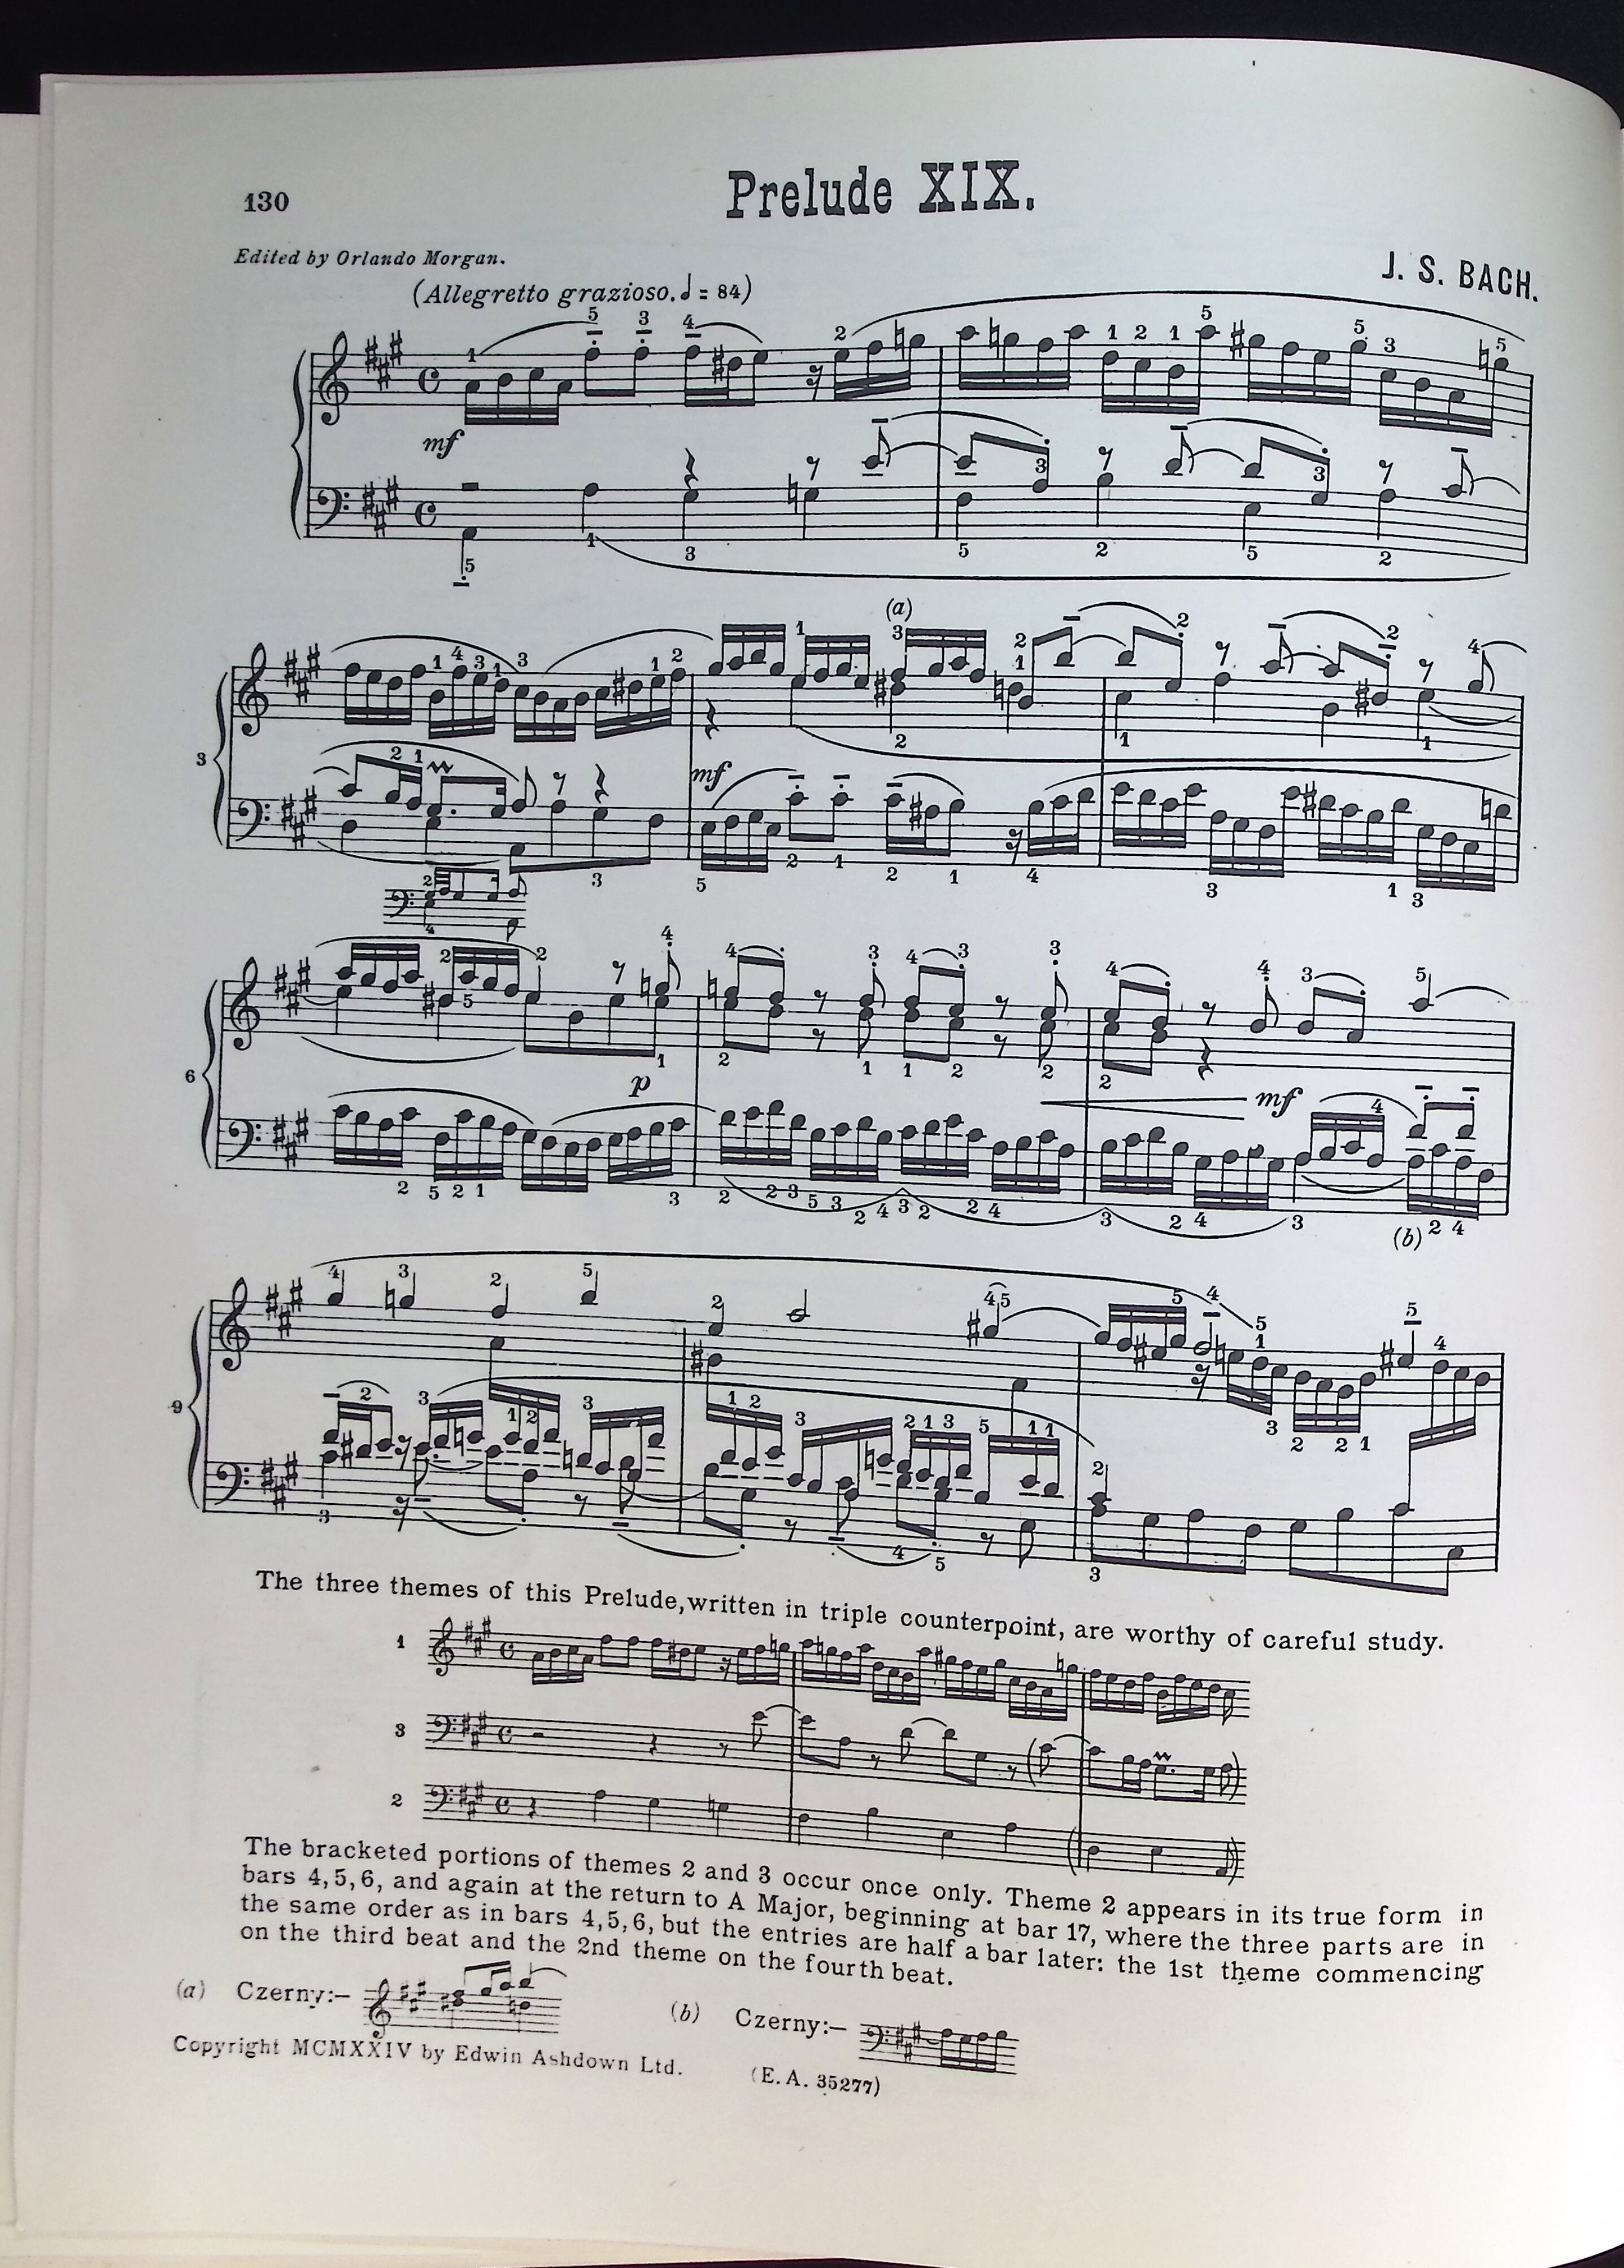 130
Prelude XIX.
Edited by Orlando Morgan.
J. S. BACH.
(Allegretto grazioso. ♩ = 84)
mf
3
(a)
mf
6
p
mf
(b)
9
The three themes of this Prelude, written in triple counterpoint, are worthy of careful study.
1
3
2
The bracketed portions of themes 2 and 3 occur once only. Theme 2 appears in its true form in
bars 4, 5, 6, and again at the return to A Major, beginning at bar 17, where the three parts are in
the same order as in bars 4, 5, 6, but the entries are half a bar later: the 1st theme commencing
on the third beat and the 2nd theme on the fourth beat.
(a) Czerny:–
(b) Czerny:–
Copyright MCMXXIV by Edwin Ashdown Ltd.
(E. A. 35277)